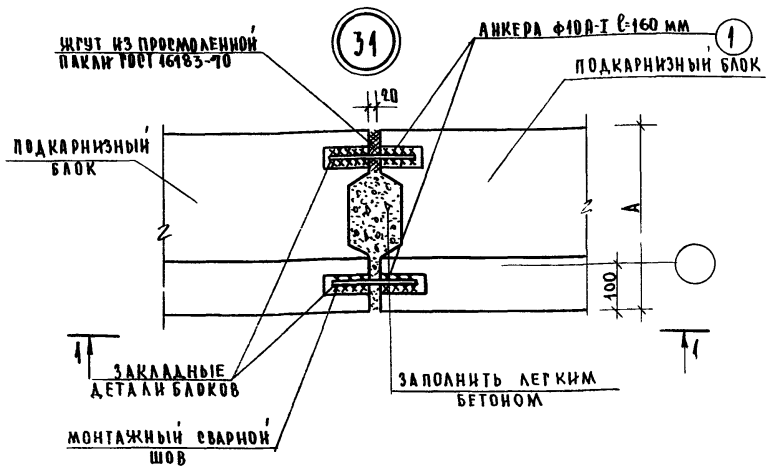 31
ЖГУТ ИЗ ПРОСМОЛЕННОЙ
ПАКЛИ ГОСТ 16183-70
АНКЕРА ф10А-I ℓ=160 ММ
1
ПОДКАРНИЗНЫЙ БЛОК
20
ПОДКАРНИЗНЫЙ
БЛОК
А
100
1
1
ЗАКЛАДНЫЕ
ДЕТАЛИ БЛОКОВ
ЗАПОЛНИТЬ ЛЕГКИМ
БЕТОНОМ
МОНТАЖНЫЙ СВАРНОЙ
ШОВ